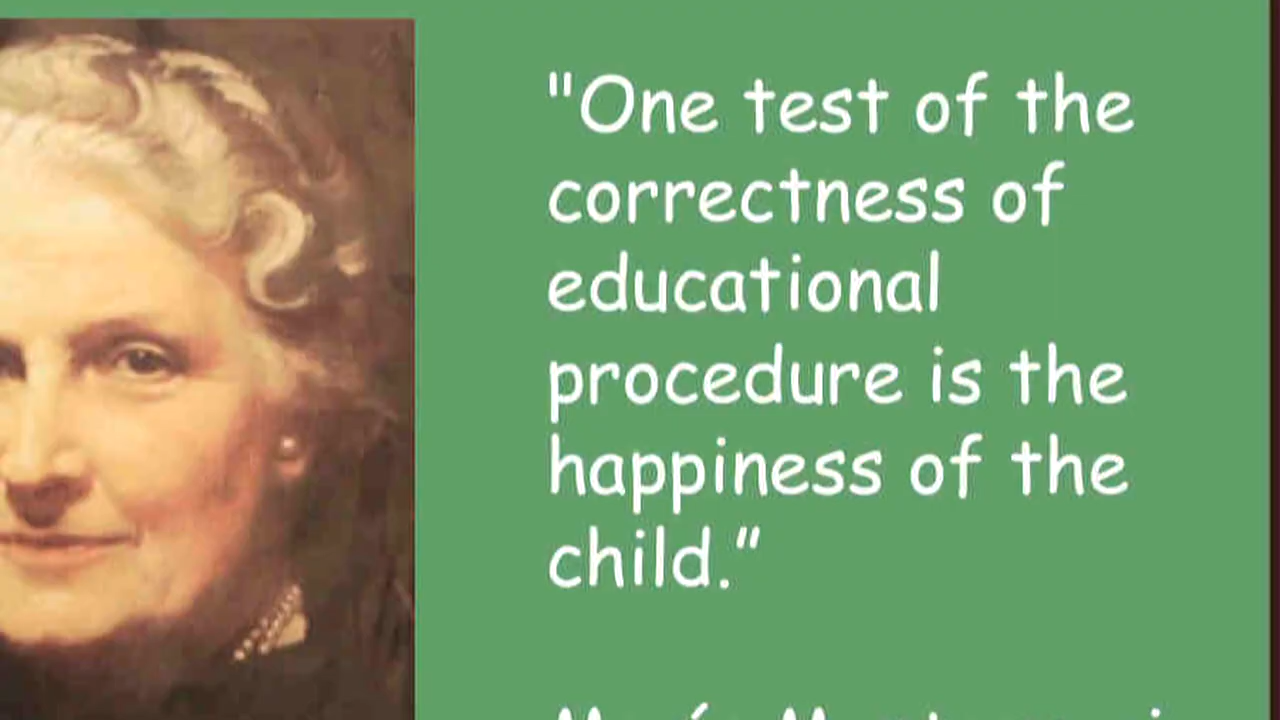 "One test of the
correctness of
educational
procedure is the
happiness of the
child.”